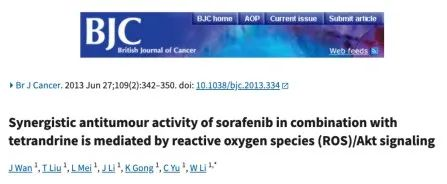 BJC home AOP Current issue Submit article
BJC
British Journal of Cancer
Web feeds
Br J Cancer. 2013 Jun 27;109(2):342–350. doi: 10.1038/bjc.2013.334
Synergistic antitumour activity of sorafenib in combination with
tetrandrine is mediated by reactive oxygen species (ROS)/Akt signaling
J Wan 1, T Liu 1, L Mei 1, J Li 1, K Gong 1, C Yu 1, W Li 1,*